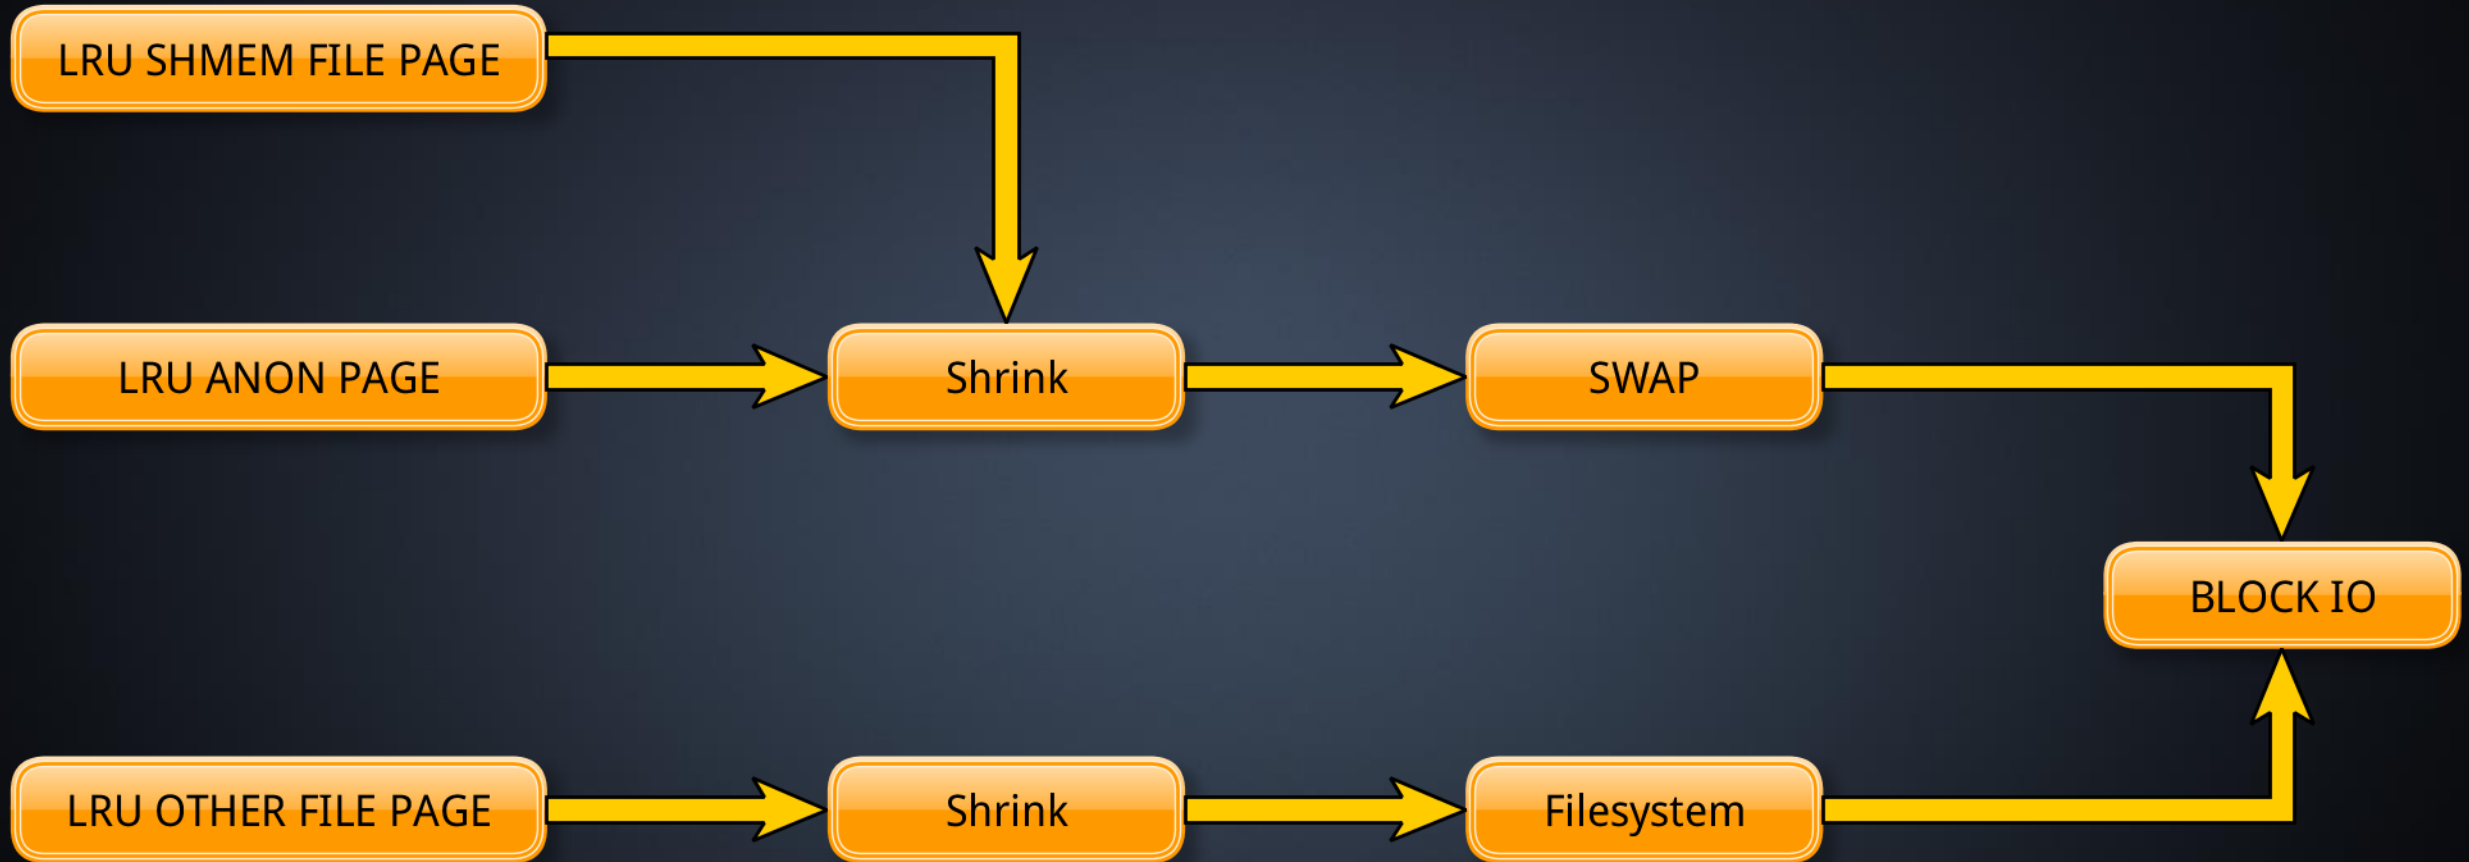 LRU SHMEM FILE PAGE
LRU ANON PAGE
Shrink
SWAP
BLOCK IO
LRU OTHER FILE PAGE
Shrink
Filesystem